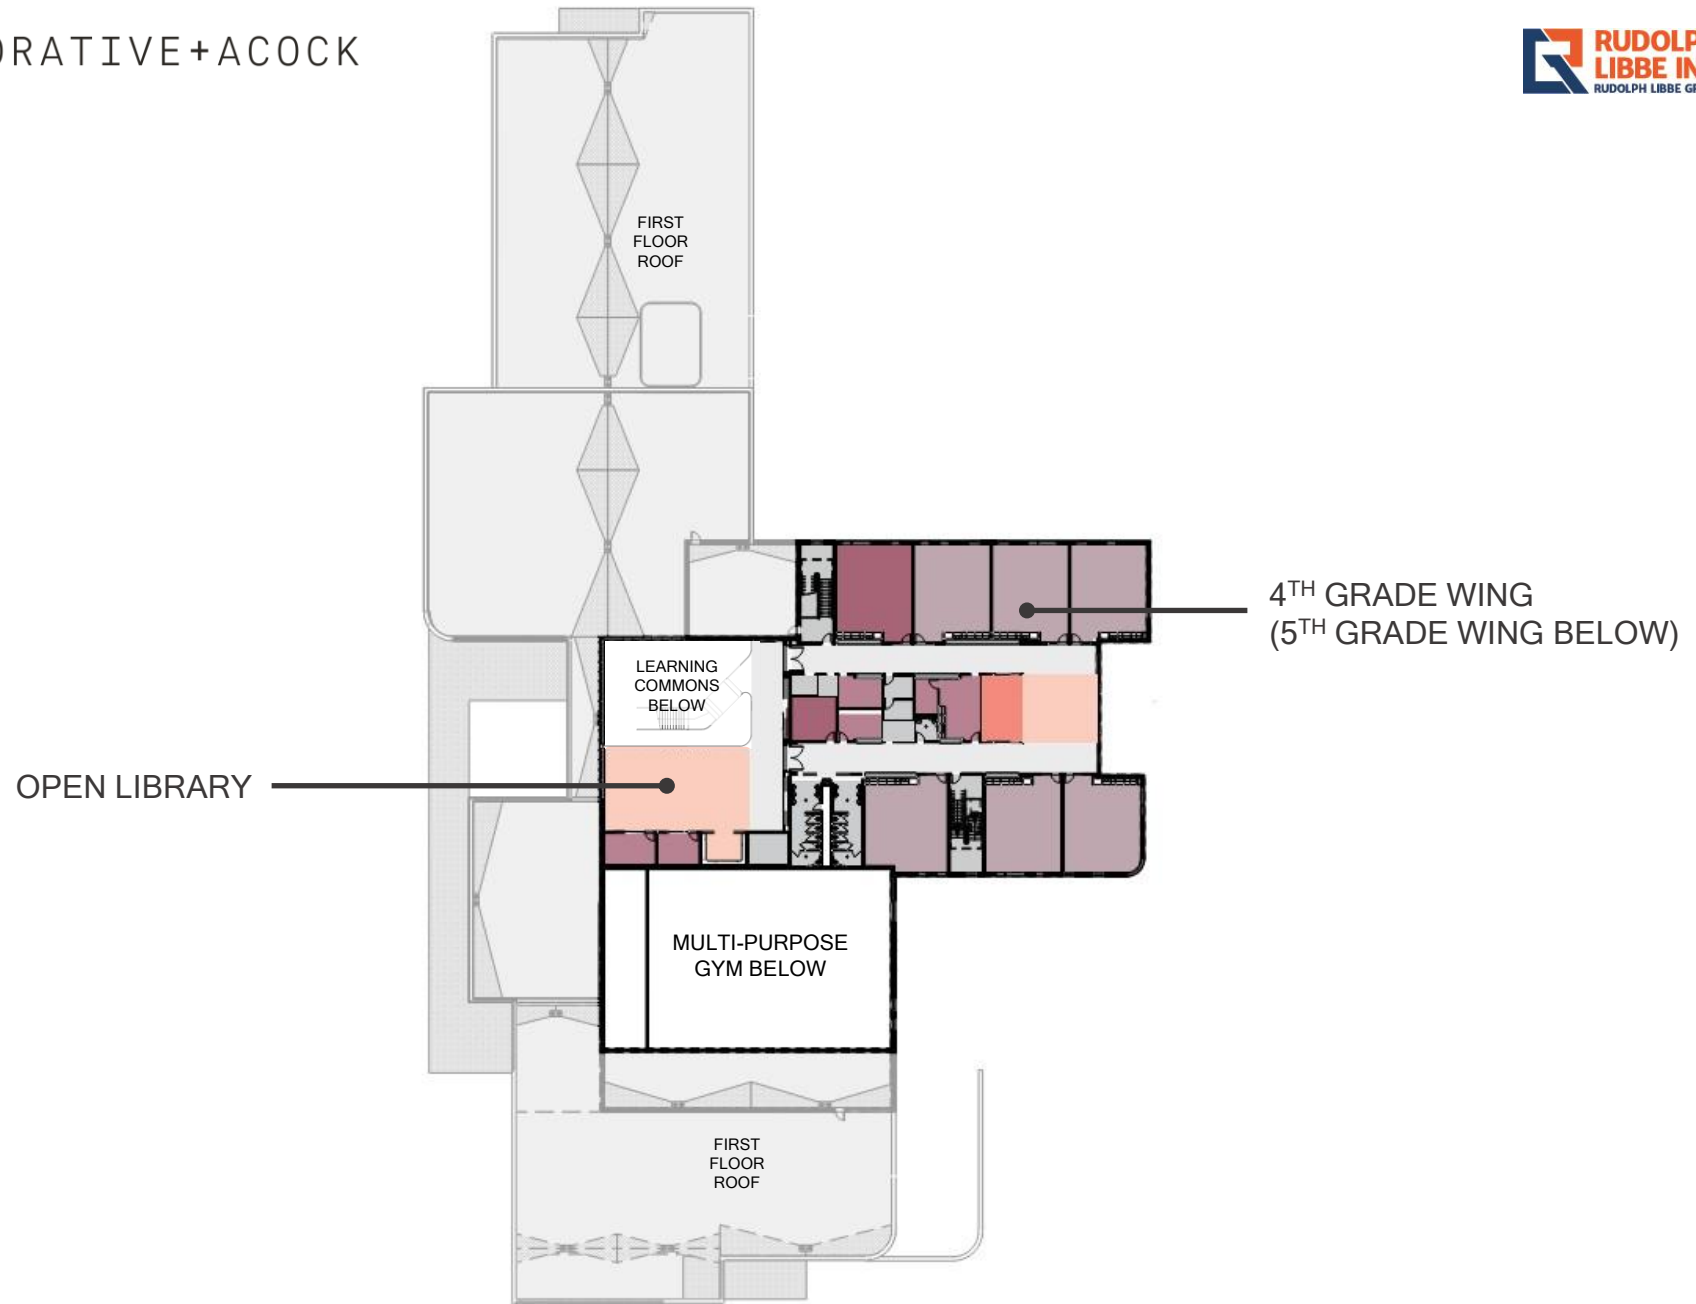 ORATIVE+ACOCK
RUDOLP
LIBBE IN
RUDOLPH LIBBE GR
FIRST
FLOOR
ROOF
4TH GRADE WING
(5TH GRADE WING BELOW)
LEARNING
COMMONS
BELOW
OPEN LIBRARY
MULTI-PURPOSE
GYM BELOW
FIRST
FLOOR
ROOF